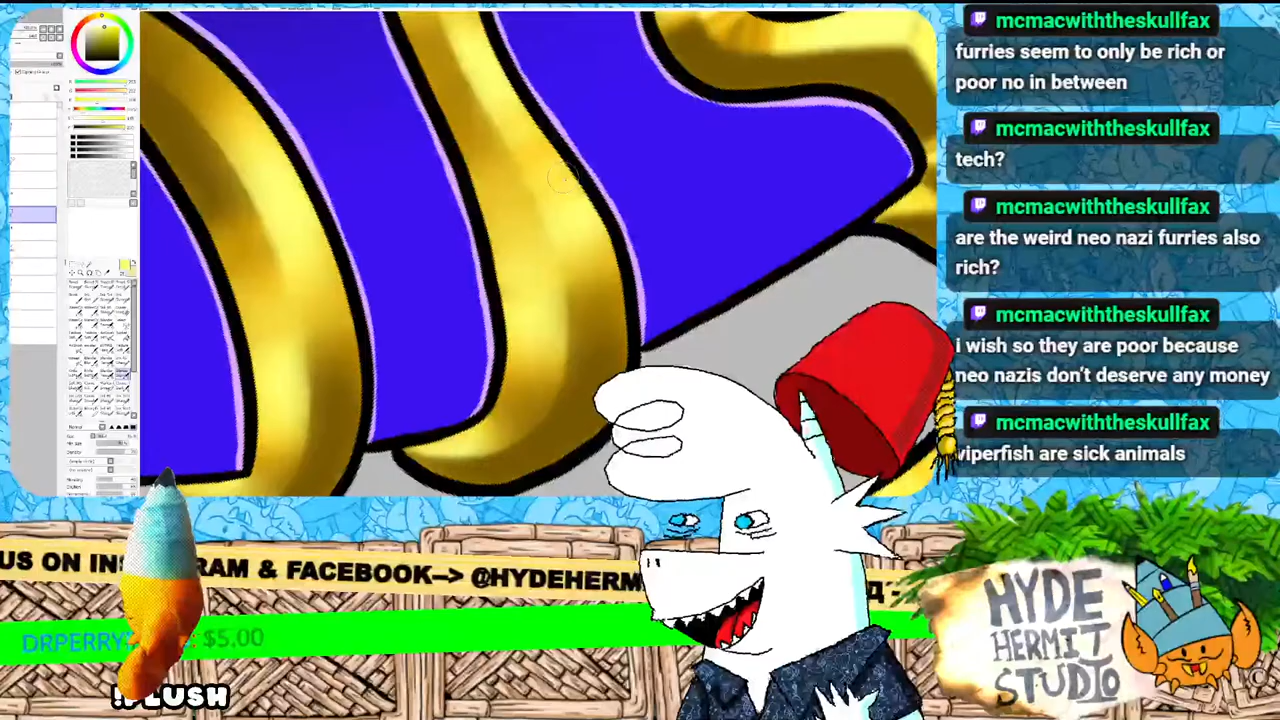 mcmacwiththeskullfax
furries seem to only be rich or
poor no in between
mcmacwiththeskullfax
tech?
mcmacwiththeskullfax
are the weird neo nazi furries also
rich?
mcmacwiththeskullfax
i wish so they are poor because
neo nazis don't deserve any money
mcmacwiththeskullfax
viperfish are sick animals
US ON INS RAM & FACEBOOK--> @HYDEHERM
DRPERRY $5.00
!PLUSH
HYDE
HERMIT
STUDIO